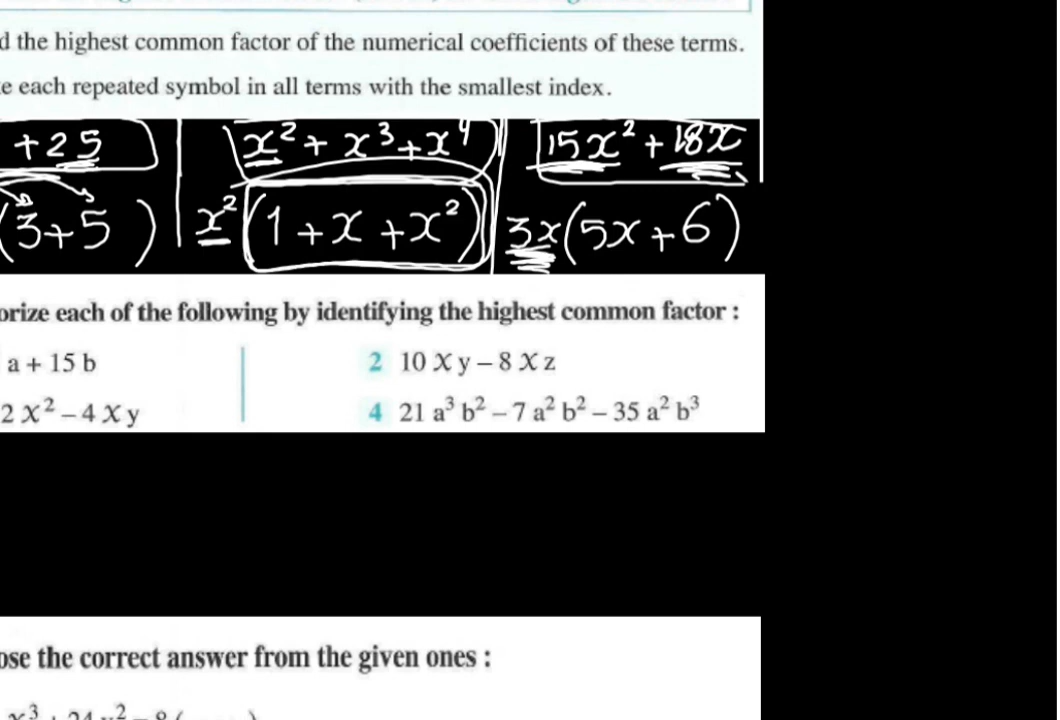 d the highest common factor of the numerical coefficients of these terms.
e each repeated symbol in all terms with the smallest index.
+25
x² + x³ + x⁴
15x² + 18x
(3+5)
x²(1 + x + x²)
3x(5x + 6)
orize each of the following by identifying the highest common factor :
a + 15 b
2 10 X y – 8 X z
2 X² – 4 X y
4 21 a³ b² – 7 a² b² – 35 a² b³
ose the correct answer from the given ones :